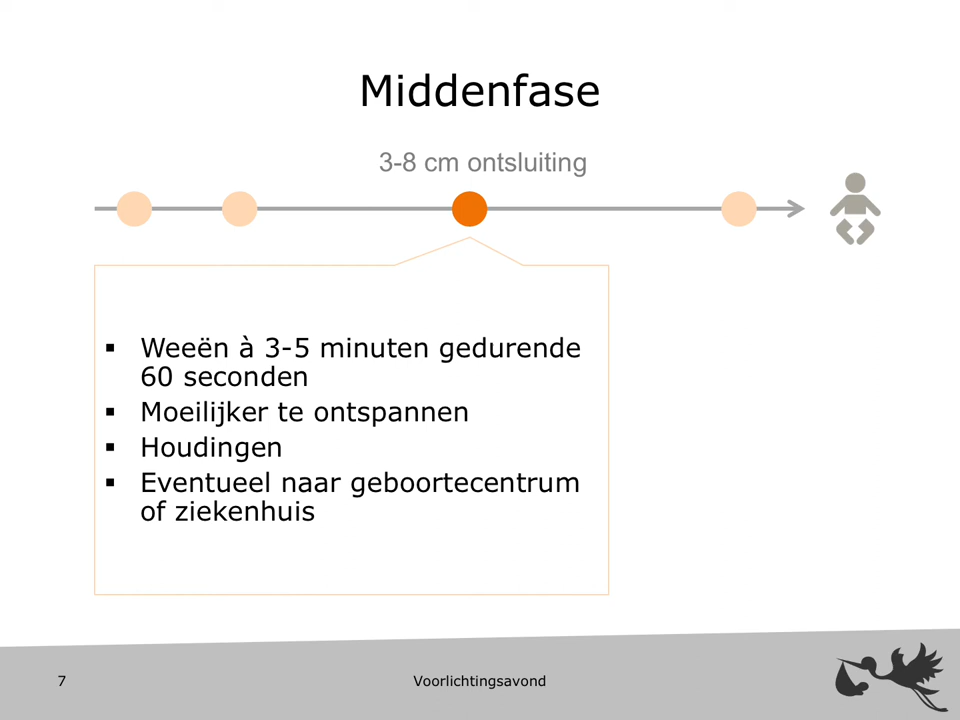 Middenfase
3-8 cm ontsluiting
▪ Weeën à 3-5 minuten gedurende
60 seconden
▪ Moeilijker te ontspannen
▪ Houdingen
▪ Eventueel naar geboortecentrum
of ziekenhuis
7
Voorlichtingsavond